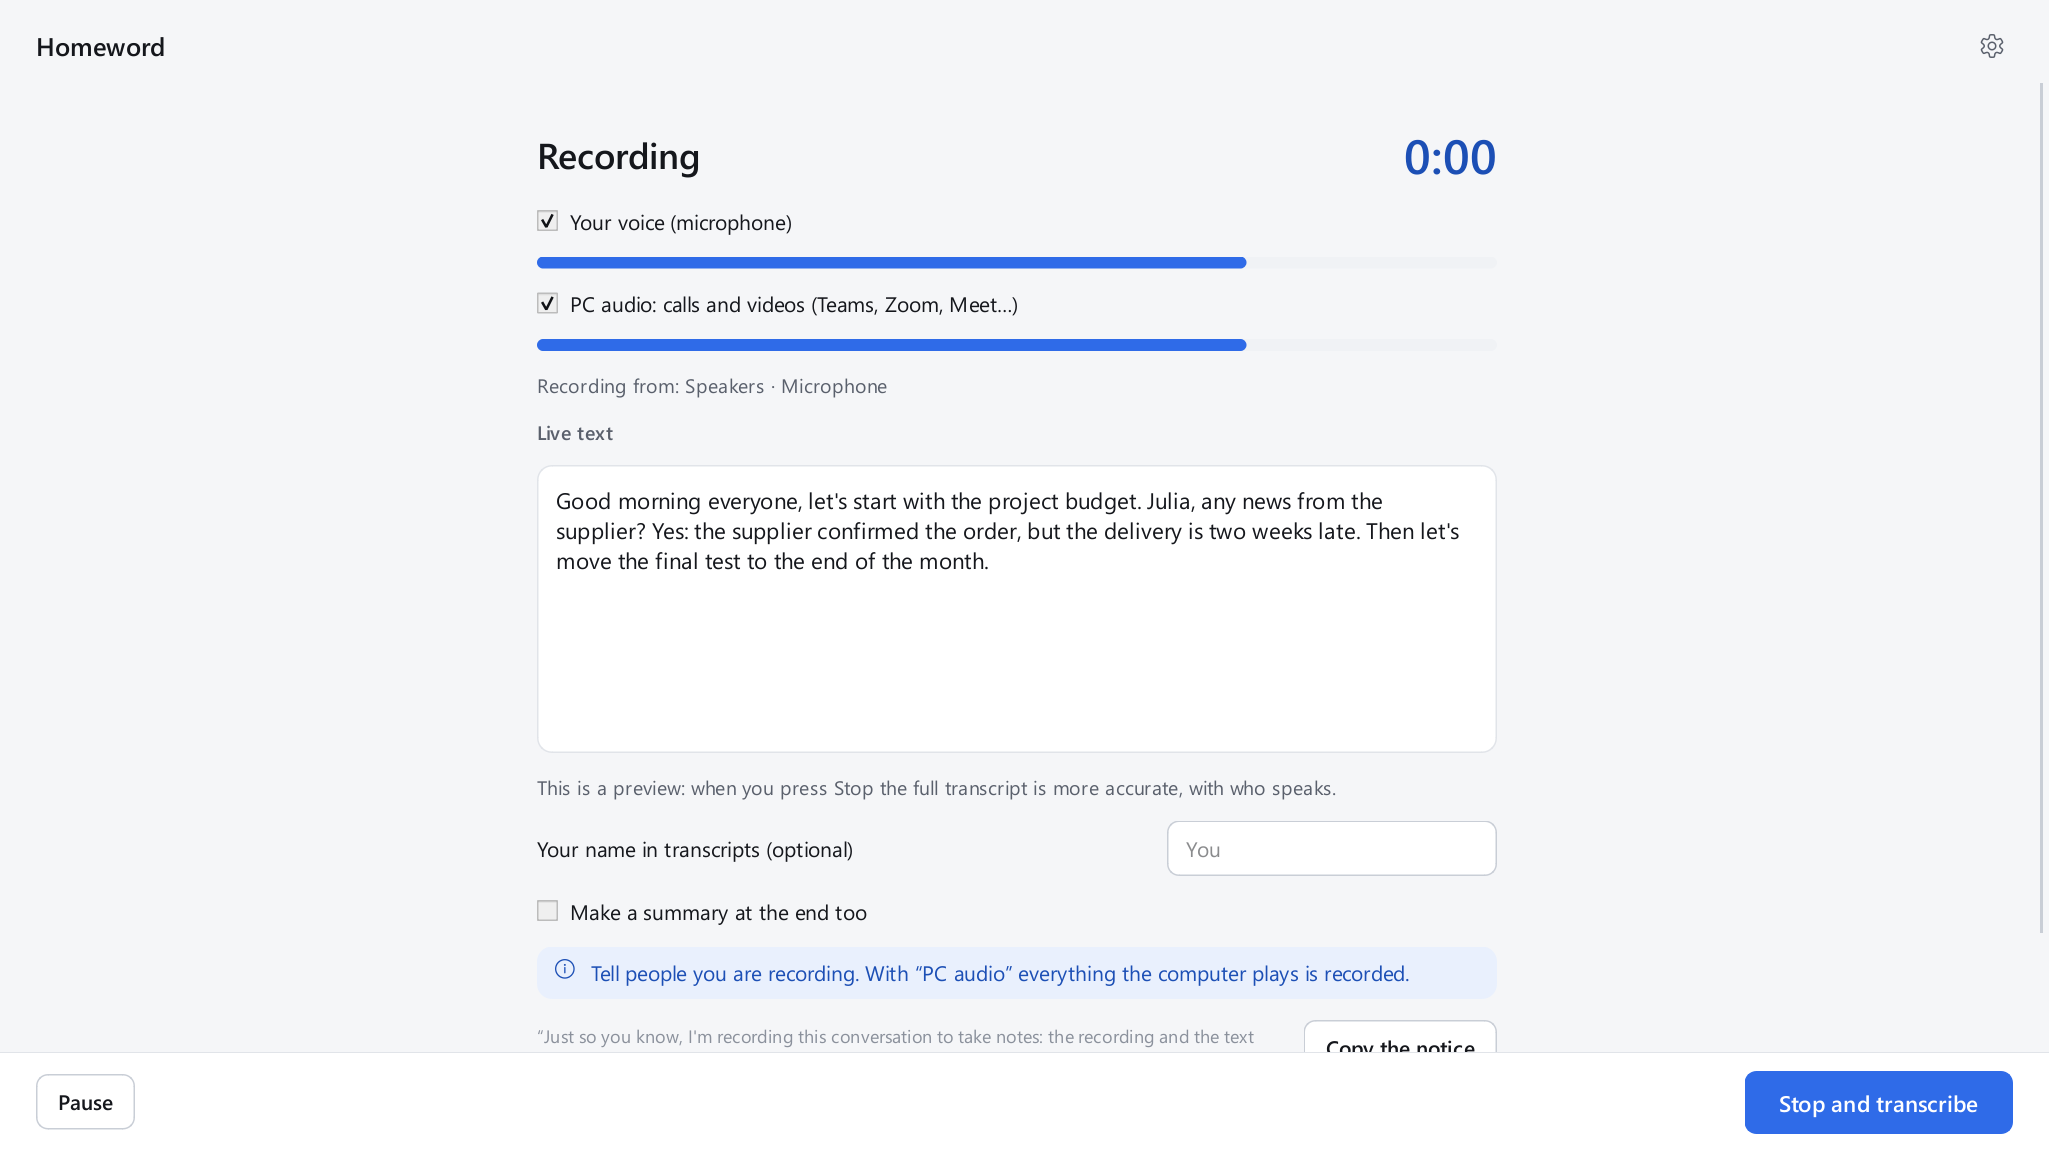 Homeword
Recording
0:00
Your voice (microphone)
PC audio: calls and videos (Teams, Zoom, Meet...)
Recording from: Speakers · Microphone
Live text
Good morning everyone, let's start with the project budget. Julia, any news from the
supplier? Yes: the supplier confirmed the order, but the delivery is two weeks late. Then let's
move the final test to the end of the month.
This is a preview: when you press Stop the full transcript is more accurate, with who speaks.
Your name in transcripts (optional)
You
Make a summary at the end too
Tell people you are recording. With “PC audio” everything the computer plays is recorded.
“Just so you know, I'm recording this conversation to take notes: the recording and the text
Copy the notice
Pause
Stop and transcribe